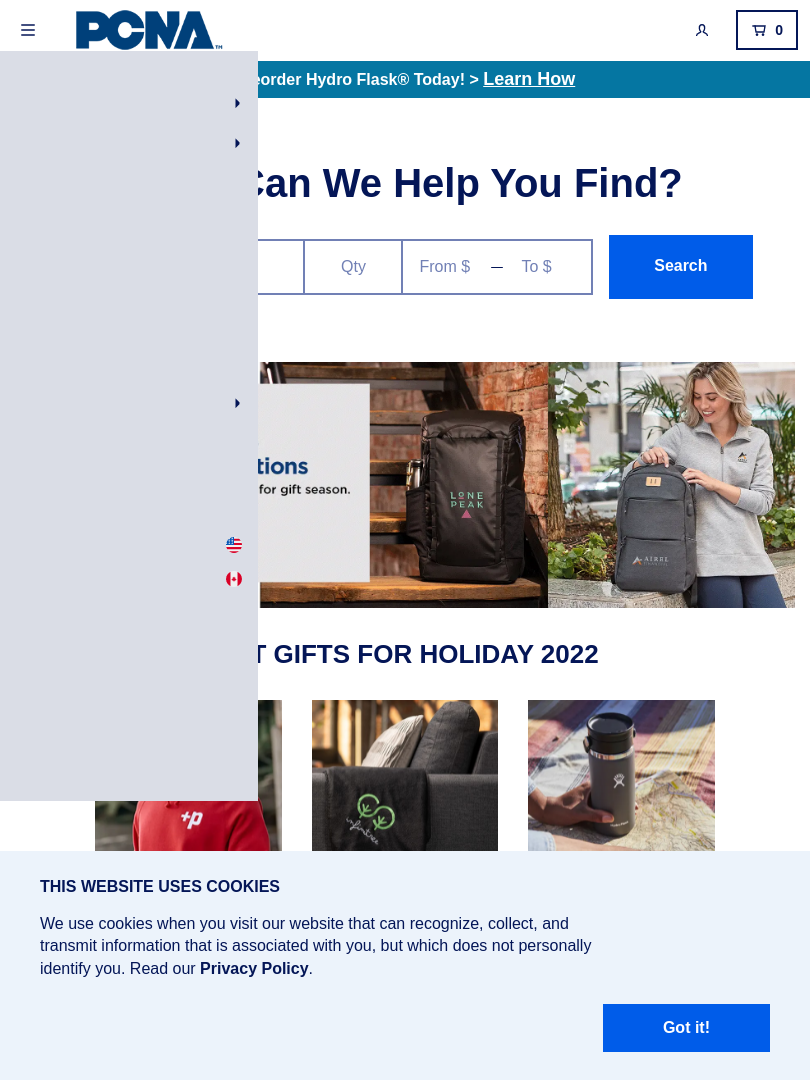 PCNA™
0
eorder Hydro Flask® Today! > Learn How
Can We Help You Find?
Qty
From $ — To $
Search
tions
for gift season.
LONE
PEAK
T GIFTS FOR HOLIDAY 2022
+p
infinitree
THIS WEBSITE USES COOKIES
We use cookies when you visit our website that can recognize, collect, and
transmit information that is associated with you, but which does not personally
identify you. Read our Privacy Policy.
Got it!